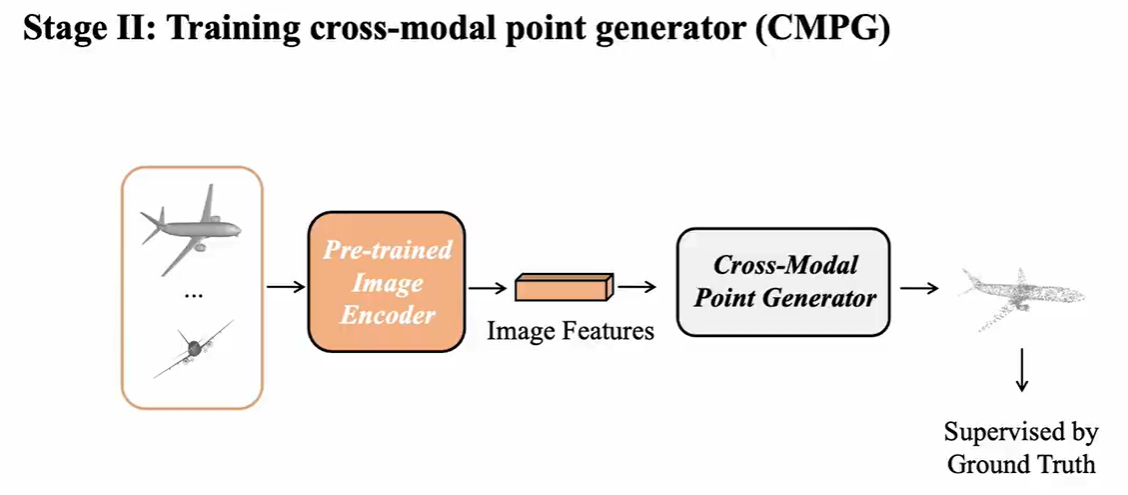 Stage II: Training cross-modal point generator (CMPG)
Pre-trained
Image
Encoder
...
Image Features
Cross-Modal
Point Generator
Supervised by
Ground Truth